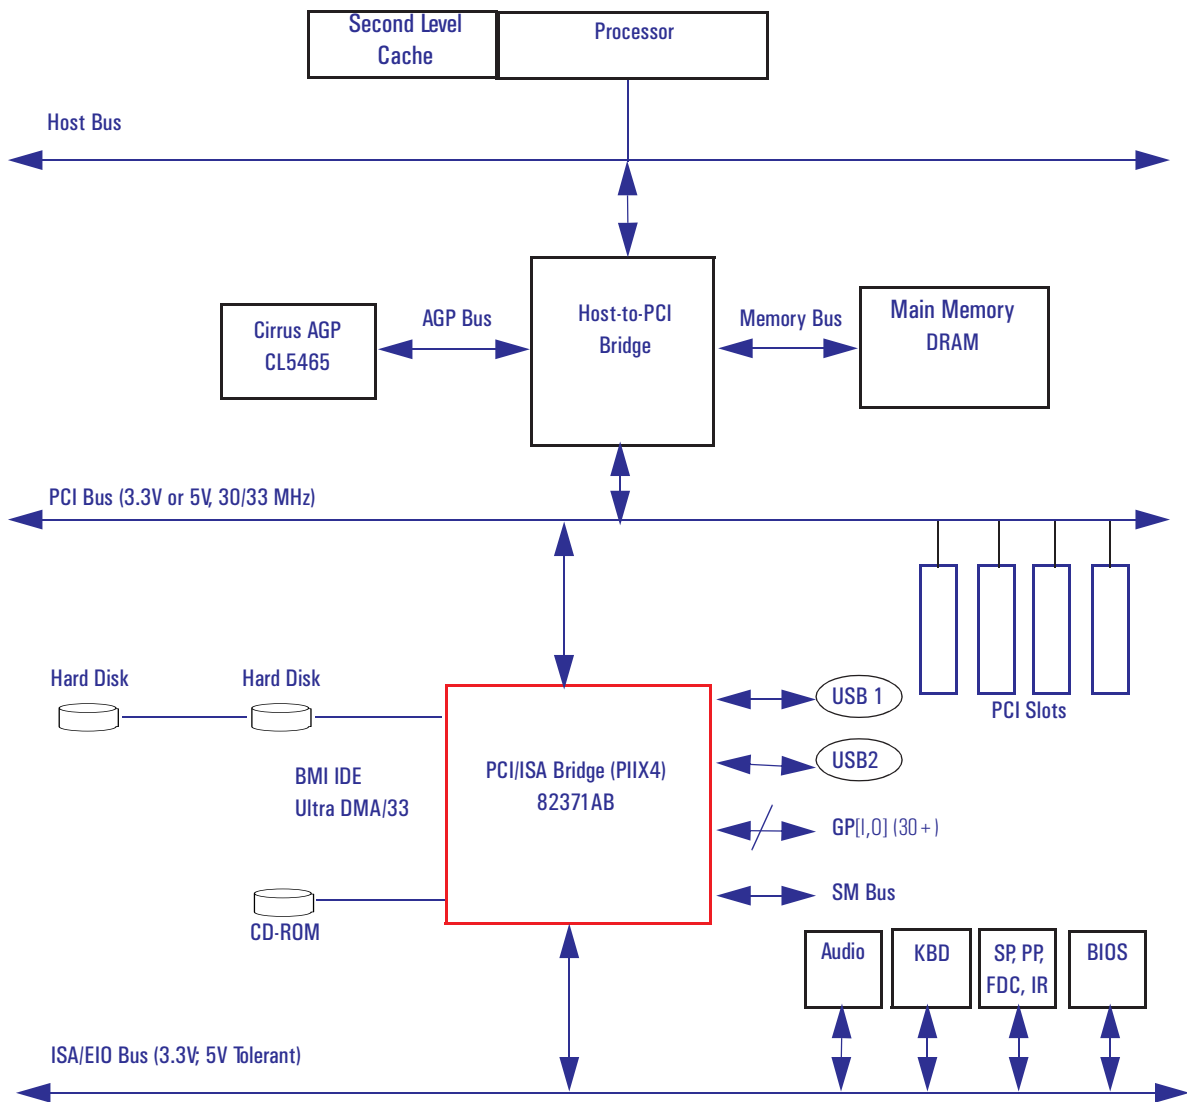 Second Level
Cache
Processor
Host Bus
Cirrus AGP
CL5465
AGP Bus
Host-to-PCI
Bridge
Memory Bus
Main Memory
DRAM
PCI Bus (3.3V or 5V, 30/33 MHz)
PCI Slots
Hard Disk
Hard Disk
BMI IDE
Ultra DMA/33
CD-ROM
PCI/ISA Bridge (PIIX4)
82371AB
USB 1
USB2
GP[I,O] (30+)
SM Bus
Audio
KBD
SP, PP,
FDC, IR
BIOS
ISA/EIO Bus (3.3V; 5V Tolerant)